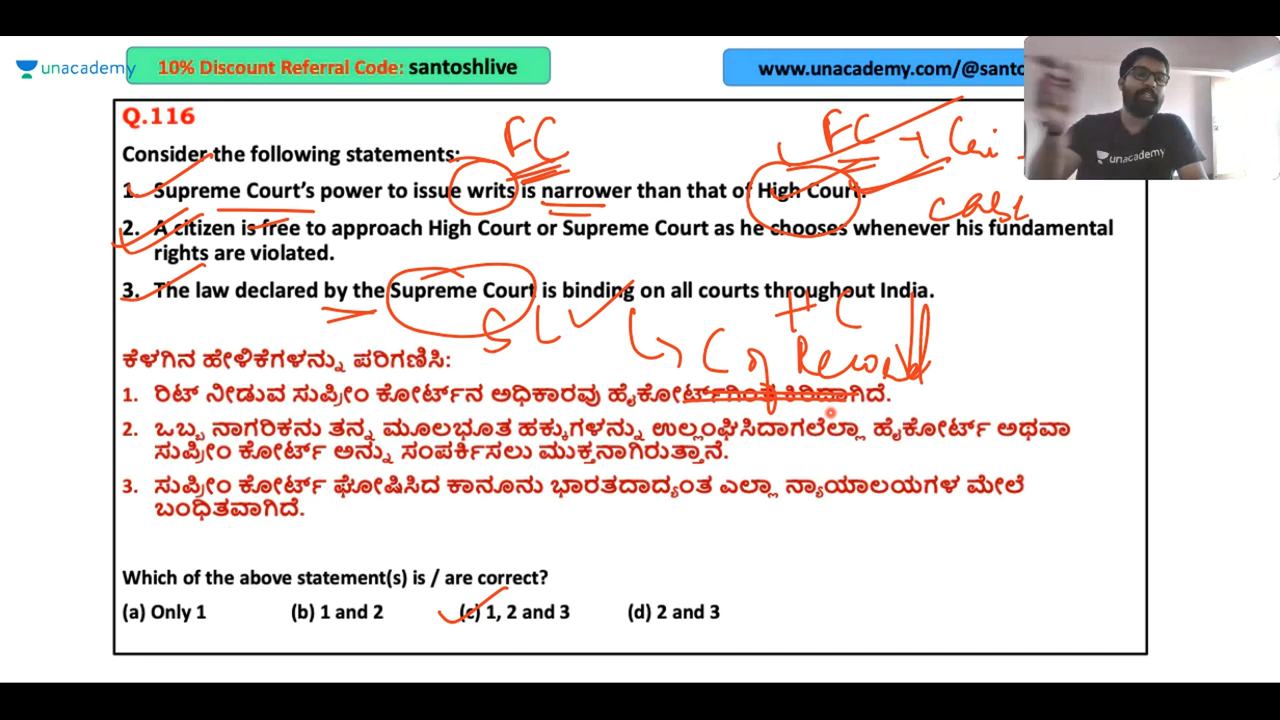 unacademy
10% Discount Referral Code: santoshlive
www.unacademy.com/@santo
unacademy
Q.116
FC
FC + Cri
case
Consider the following statements:
1. Supreme Court's power to issue writs is narrower than that of High Court.
2. A citizen is free to approach High Court or Supreme Court as he chooses whenever his fundamental
rights are violated.
3. The law declared by the Supreme Court is binding on all courts throughout India.
HC
C of Record
ಕೆಳಗಿನ ಹೇಳಿಕೆಗಳನ್ನು ಪರಿಗಣಿಸಿ:
1. ರಿಟ್ ನೀಡುವ ಸುಪ್ರೀಂ ಕೋರ್ಟ್‌ನ ಅಧಿಕಾರವು ಹೈಕೋರ್ಟ್‌ಗಿಂತ ಕಿರಿದಾಗಿದೆ.
2. ಒಬ್ಬ ನಾಗರಿಕನು ತನ್ನ ಮೂಲಭೂತ ಹಕ್ಕುಗಳನ್ನು ಉಲ್ಲಂಘಿಸಿದಾಗಲೆಲ್ಲಾ ಹೈಕೋರ್ಟ್ ಅಥವಾ
ಸುಪ್ರೀಂ ಕೋರ್ಟ್ ಅನ್ನು ಸಂಪರ್ಕಿಸಲು ಮುಕ್ತನಾಗಿರುತ್ತಾನೆ.
3. ಸುಪ್ರೀಂ ಕೋರ್ಟ್ ಘೋಷಿಸಿದ ಕಾನೂನು ಭಾರತದಾದ್ಯಂತ ಎಲ್ಲಾ ನ್ಯಾಯಾಲಯಗಳ ಮೇಲೆ
ಬಂಧಿತವಾಗಿದೆ.
Which of the above statement(s) is / are correct?
(a) Only 1 (b) 1 and 2 (c) 1, 2 and 3 (d) 2 and 3